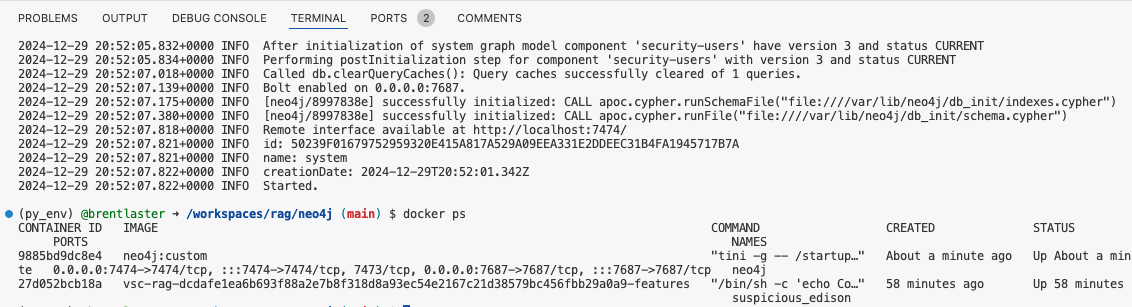 PROBLEMS OUTPUT DEBUG CONSOLE TERMINAL PORTS 2 COMMENTS
2024-12-29 20:52:05.832+0000 INFO  After initialization of system graph model component 'security-users' have version 3 and status CURRENT
2024-12-29 20:52:05.834+0000 INFO  Performing postInitialization step for component 'security-users' with version 3 and status CURRENT
2024-12-29 20:52:07.018+0000 INFO  Called db.clearQueryCaches(): Query caches successfully cleared of 1 queries.
2024-12-29 20:52:07.139+0000 INFO  Bolt enabled on 0.0.0.0:7687.
2024-12-29 20:52:07.175+0000 INFO  [neo4j/8997838e] successfully initialized: CALL apoc.cypher.runSchemaFile("file:////var/lib/neo4j/db_init/indexes.cypher")
2024-12-29 20:52:07.380+0000 INFO  [neo4j/8997838e] successfully initialized: CALL apoc.cypher.runFile("file:////var/lib/neo4j/db_init/schema.cypher")
2024-12-29 20:52:07.818+0000 INFO  Remote interface available at http://localhost:7474/
2024-12-29 20:52:07.821+0000 INFO  id: 50239F01679752959320E415A817A529A09EEA331E2DDEEC31B4FA1945717B7A
2024-12-29 20:52:07.821+0000 INFO  name: system
2024-12-29 20:52:07.822+0000 INFO  creationDate: 2024-12-29T20:52:01.342Z
2024-12-29 20:52:07.822+0000 INFO  Started.
(py_env) @brentlaster ➜ /workspaces/rag/neo4j (main) $ docker ps
CONTAINER ID   IMAGE   COMMAND   CREATED   STATUS
PORTS   NAMES
9885bd9dc8e4   neo4j:custom   "tini -g -- /startup…"   About a minute ago   Up About a min
te   0.0.0.0:7474->7474/tcp, :::7474->7474/tcp, 7473/tcp, 0.0.0.0:7687->7687/tcp, :::7687->7687/tcp   neo4j
27d052bcb18a   vsc-rag-dcdafe1ea6b693f88a2e7b8f318d8a93ec54e2167c21d38579bc456fbb29a0a9-features   "/bin/sh -c 'echo Co…"   58 minutes ago   Up 58 minutes
suspicious_edison